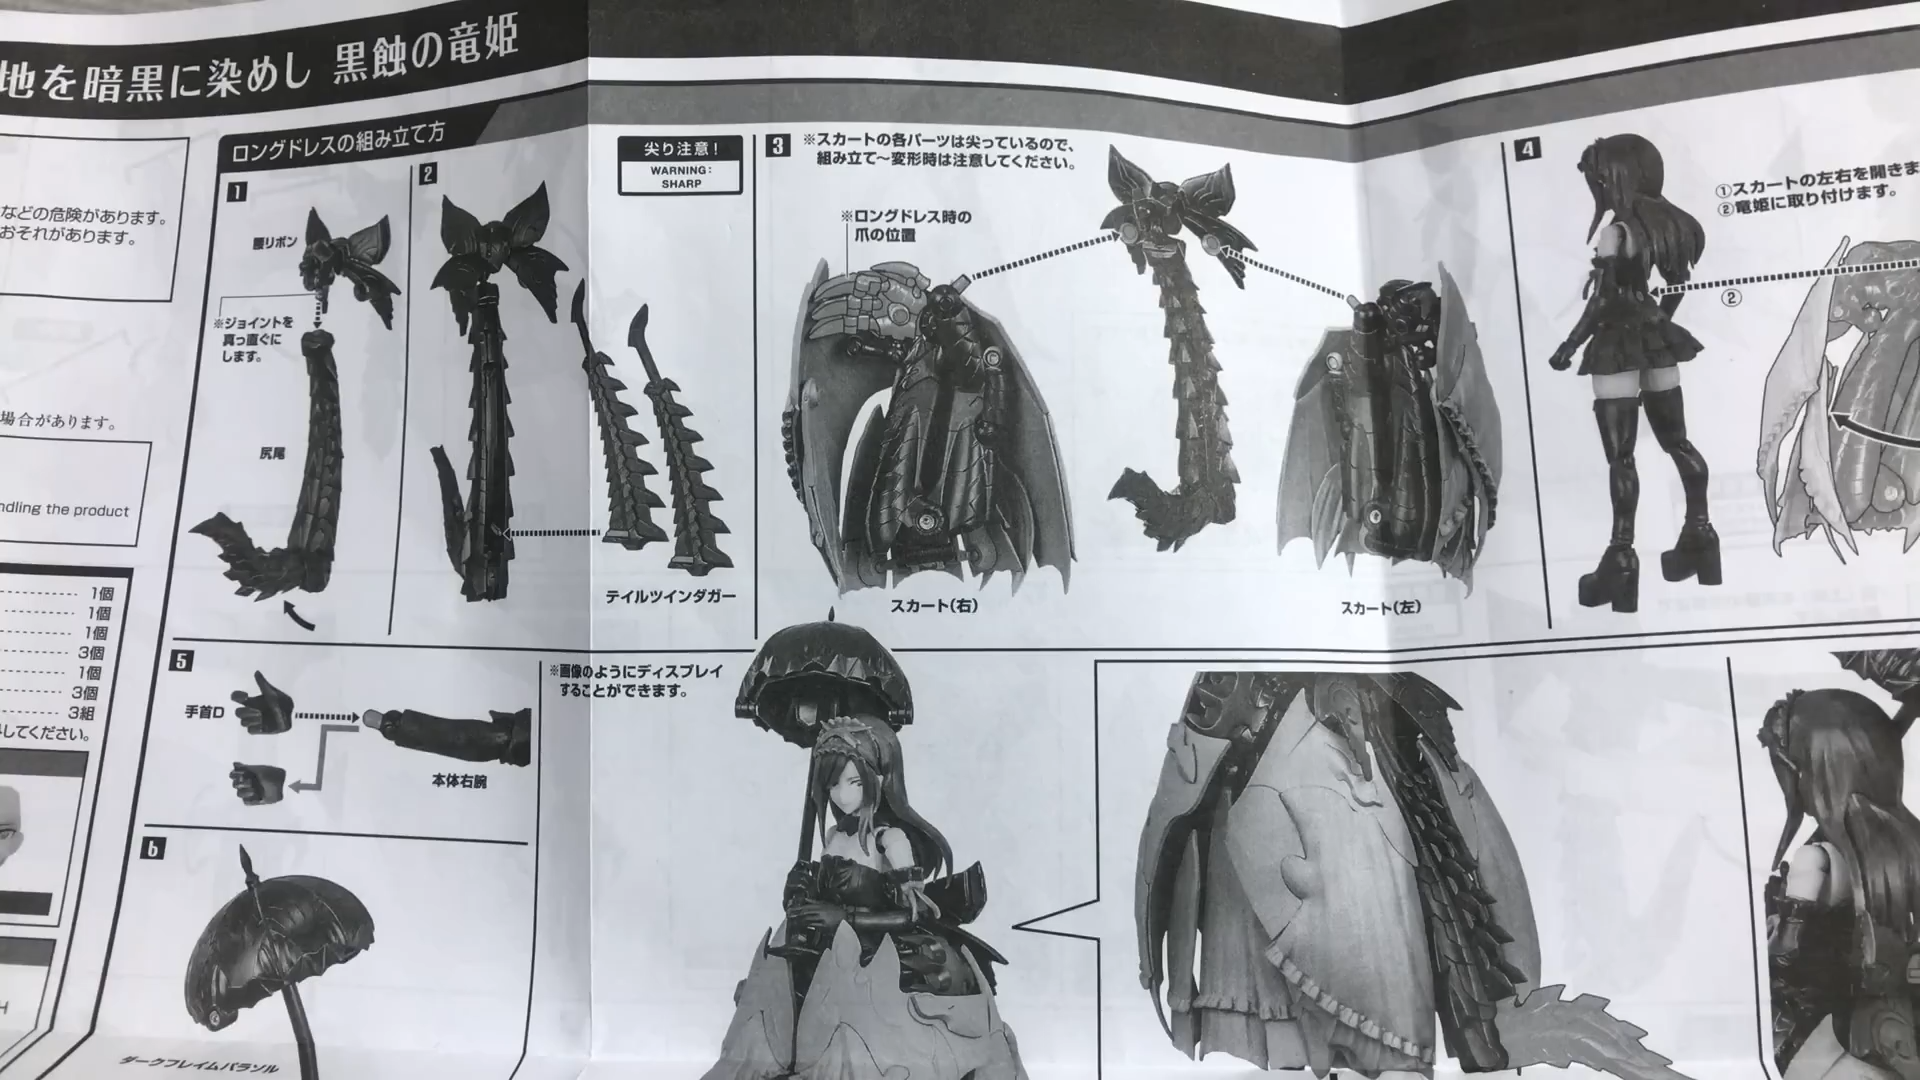 地を暗黒に染めし 黒蝕の竜姫
などの危険があります。
おそれがあります。
場合があります。
ndling the product
1個
1個
1個
3個
1個
3個
3組
してください。
ロングドレスの組み立て方
1
腰リボン
※ジョイントを
真っ直ぐに
します。
尻尾
2
尖り注意！
WARNING:
SHARP
テイルツインダガー
3
※スカートの各パーツは尖っているので、
組み立て～変形時は注意してください。
※ロングドレス時の
爪の位置
スカート(右)
スカート(左)
4
①スカートの左右を開きま
②竜姫に取り付けます。
②
5
手首D
本体右腕
6
ダークフレイムパラソル
※画像のようにディスプレイ
することができます。